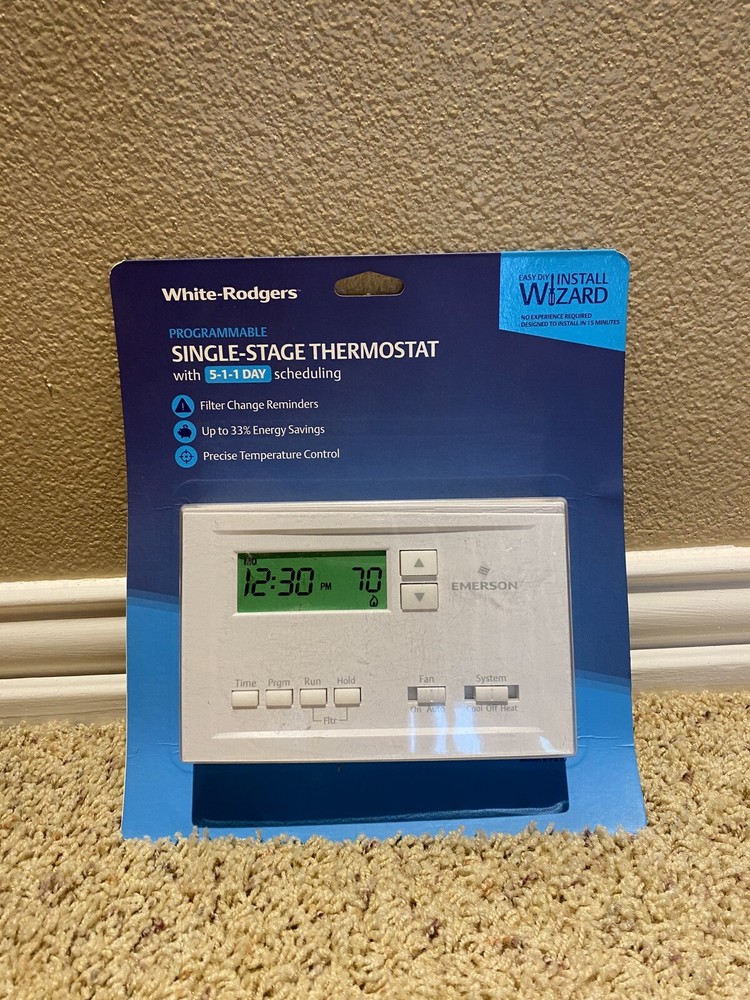 White-Rodgers™
EASY DIY INSTALL
WIZARD
NO EXPERIENCE REQUIRED
DESIGNED TO INSTALL IN 15 MINUTES
PROGRAMMABLE
SINGLE-STAGE THERMOSTAT
with 5-1-1 DAY scheduling
Filter Change Reminders
Up to 33% Energy Savings
Precise Temperature Control
12:30 PM 70
EMERSON
Time Prgm Run Hold
Fltr
Fan
On Auto
System
Cool Off Heat